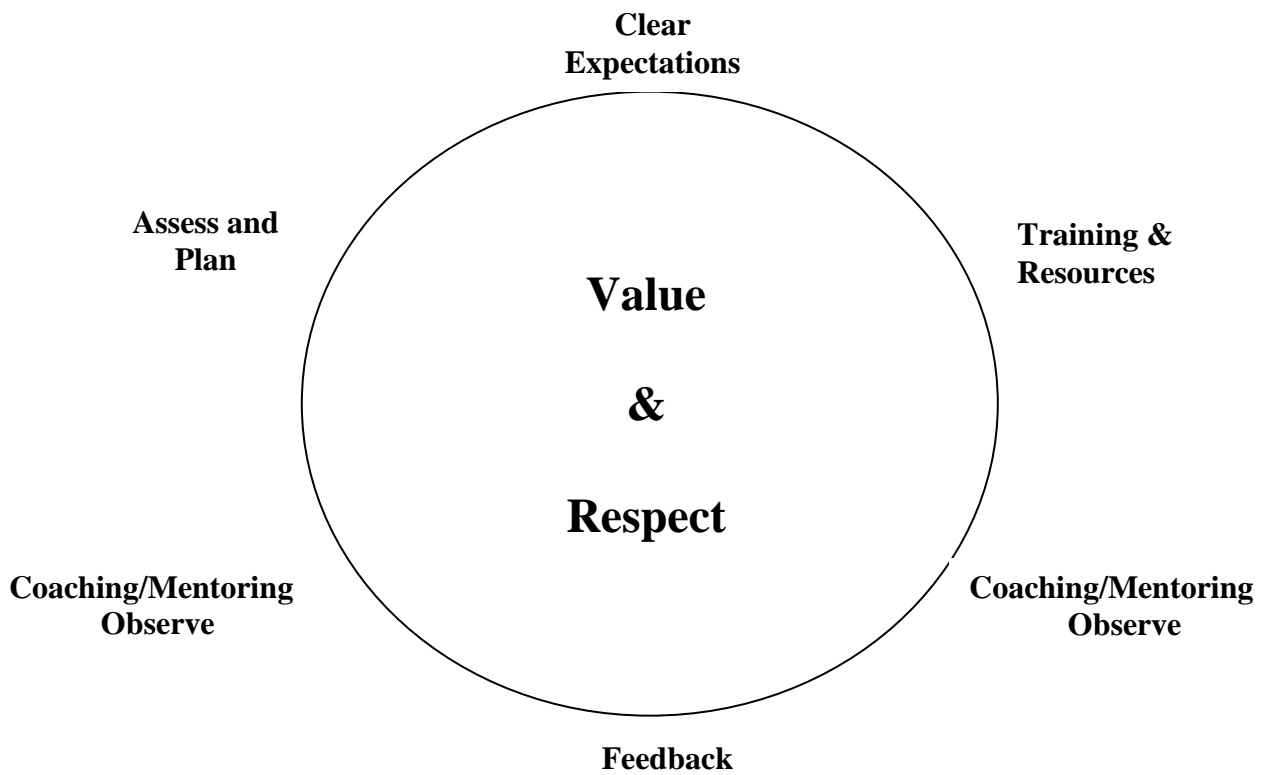 Clear
Expectations
Assess and
Plan
Training &
Resources
Value
&
Respect
Coaching/Mentoring
Observe
Coaching/Mentoring
Observe
Feedback